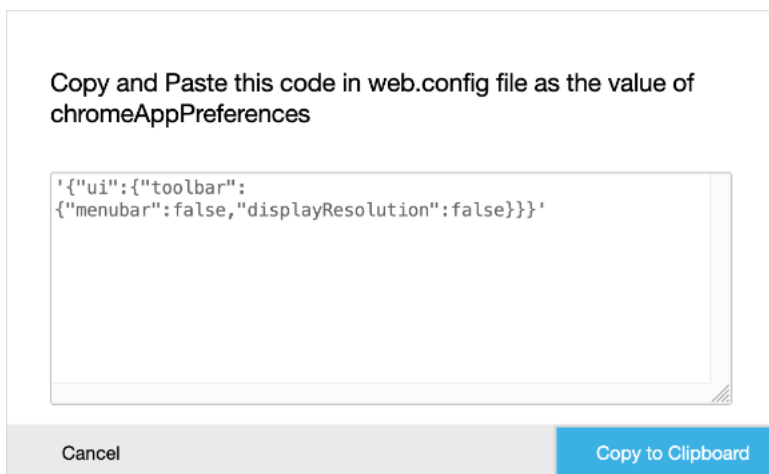 Copy and Paste this code in web.config file as the value of
chromeAppPreferences
'{"ui":{"toolbar":
{"menubar":false,"displayResolution":false}}}'
Cancel
Copy to Clipboard